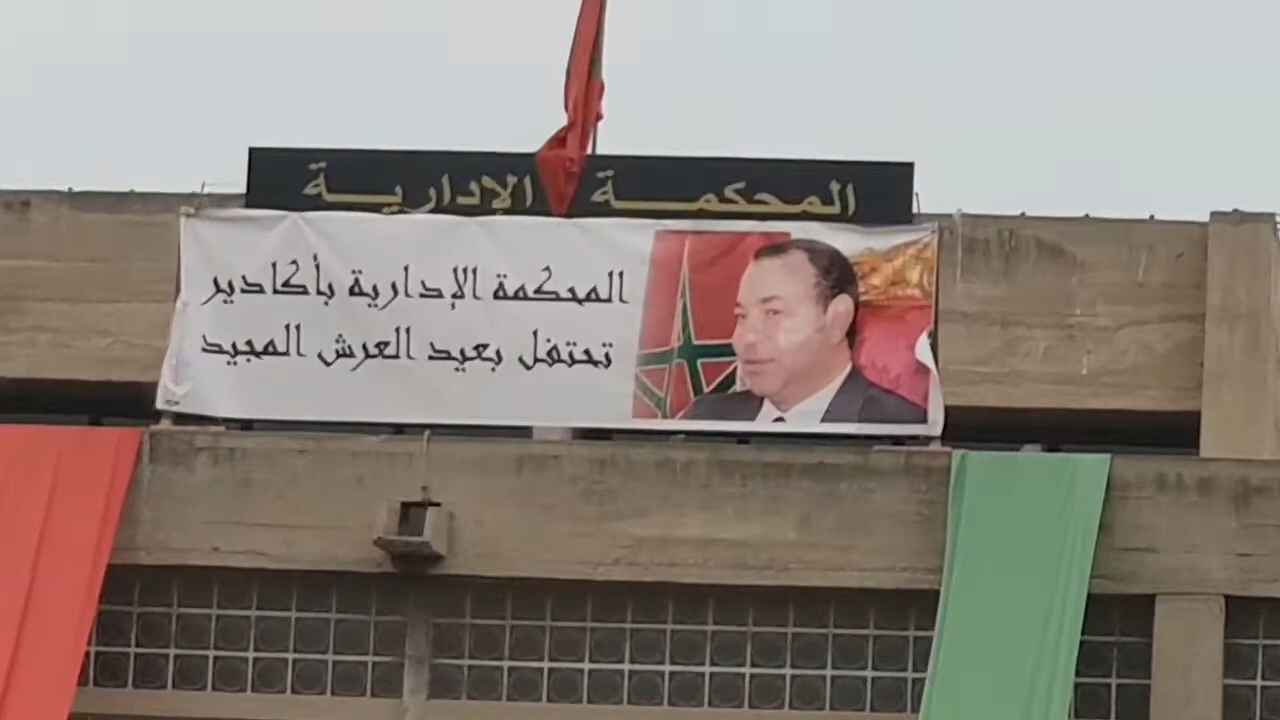 المحكمة الإدارية
المحكمة الإدارية بأكادير
تحتفل بعيد العرش المجيد